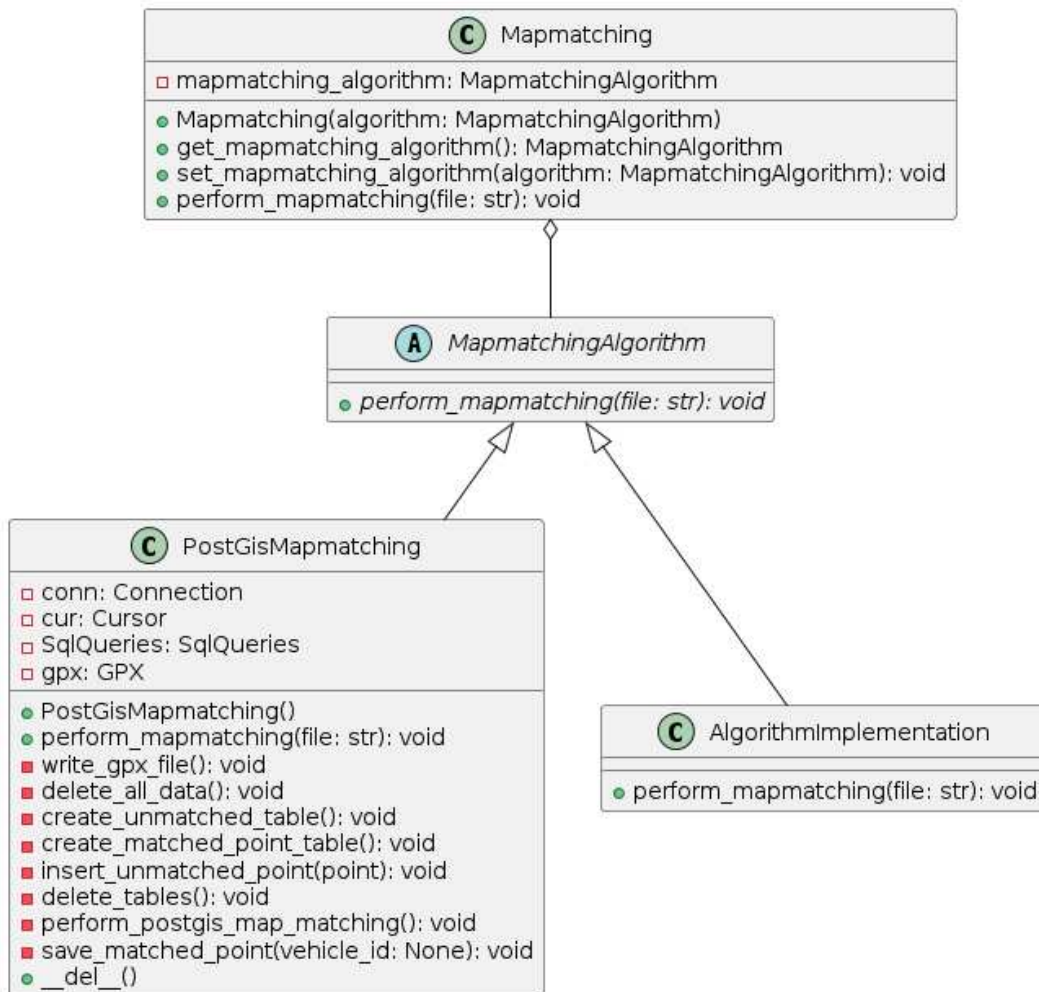 C Mapmatching
mapmatching_algorithm: MapmatchingAlgorithm
Mapmatching(algorithm: MapmatchingAlgorithm)
get_mapmatching_algorithm(): MapmatchingAlgorithm
set_mapmatching_algorithm(algorithm: MapmatchingAlgorithm): void
perform_mapmatching(file: str): void
A MapmatchingAlgorithm
perform_mapmatching(file: str): void
C PostGisMapmatching
conn: Connection
cur: Cursor
SqlQueries: SqlQueries
gpx: GPX
PostGisMapmatching()
perform_mapmatching(file: str): void
write_gpx_file(): void
delete_all_data(): void
create_unmatched_table(): void
create_matched_point_table(): void
insert_unmatched_point(point): void
delete_tables(): void
perform_postgis_map_matching(): void
save_matched_point(vehicle_id: None): void
__del__()
C AlgorithmImplementation
perform_mapmatching(file: str): void